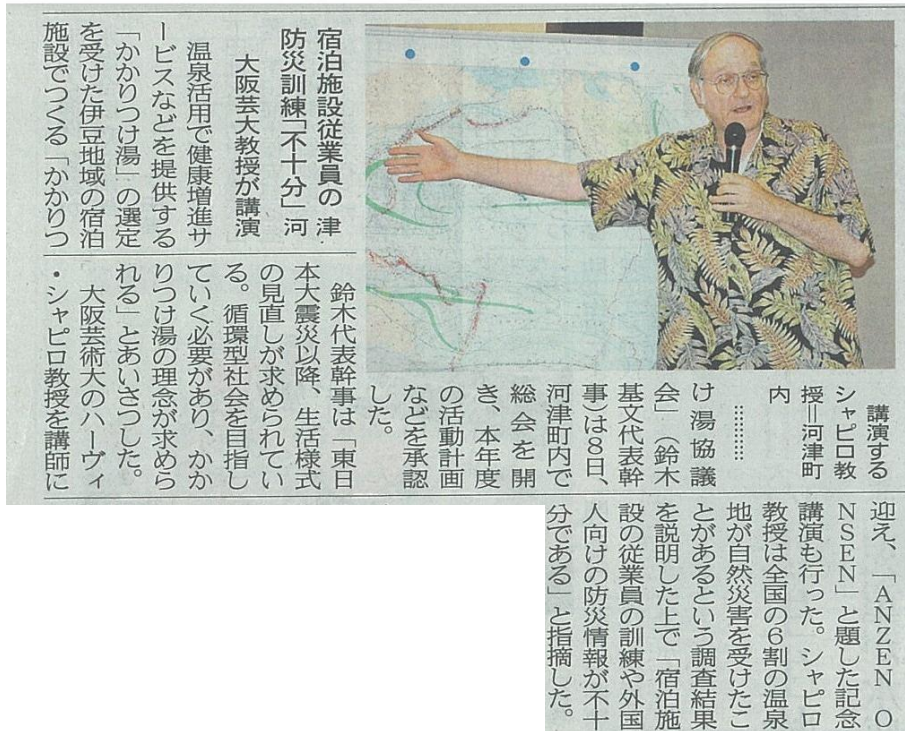 宿泊施設従業員の
防災訓練「不十分」
大阪芸大教授が講演
河津
温泉活用で健康増進サ
ービスなどを提供する
「かかりつけ湯」の選定
を受けた伊豆地域の宿泊
施設でつくる「かかりつ
け湯協議
会」(鈴木
基文代表幹
事)は8日、
河津町内で
総会を開
き、本年度
の活動計画
などを承認
した。
鈴木代表幹事は「東日
本大震災以降、生活様式
の見直しが求められてい
る。循環型社会を目指し
ていく必要があり、かか
りつけ湯の理念が求めら
れる」とあいさつした。
大阪芸術大のハーヴィ
・シャピロ教授を講師に
迎え、「ANZEN O
NSEN」と題した記念
講演も行った。シャピロ
教授は全国の6割の温泉
地が自然災害を受けたこ
とがあるという調査結果
を説明した上で「宿泊施
設の従業員の訓練や外国
人向けの防災情報が不十
分である」と指摘した。
講演する
シャピロ教
授=河津町
内